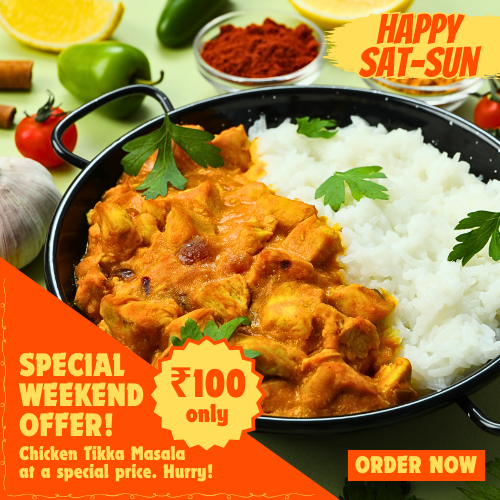 HAPPY
SAT-SUN
SPECIAL
WEEKEND
OFFER!
₹100
only
Chicken Tikka Masala
at a special price. Hurry!
ORDER NOW